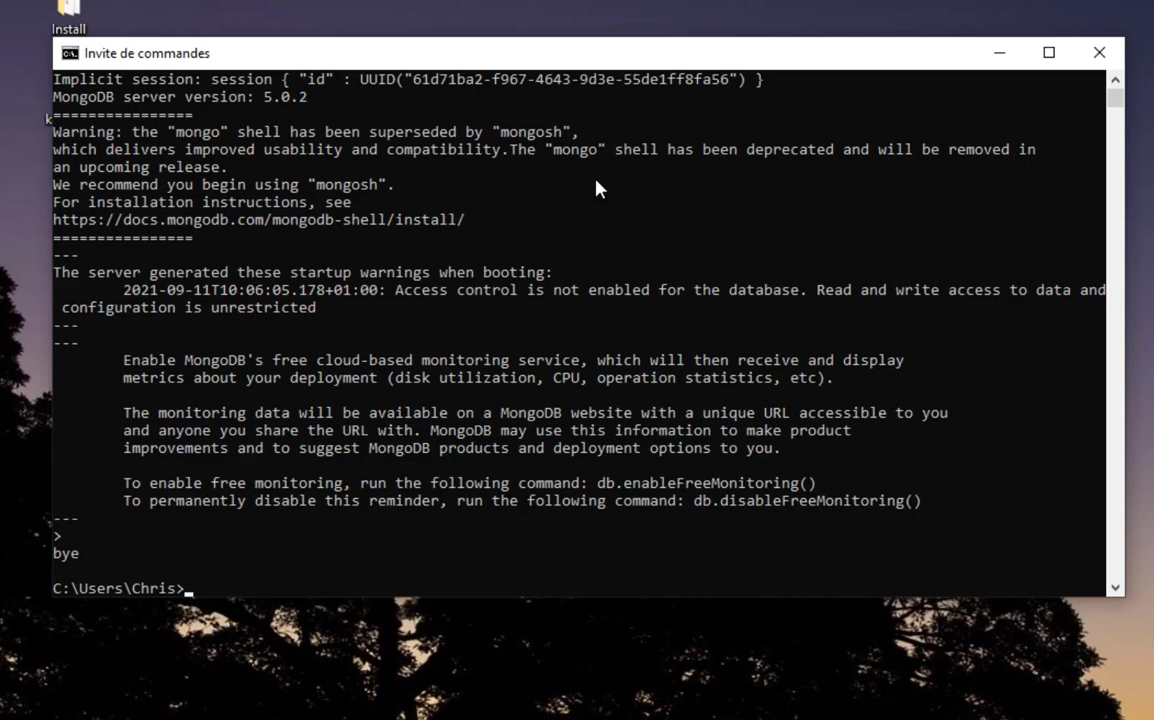 Install
Invite de commandes
Implicit session: session { "id" : UUID("61d71ba2-f967-4643-9d3e-55de1ff8fa56") }
MongoDB server version: 5.0.2
================
k
Warning: the "mongo" shell has been superseded by "mongosh",
which delivers improved usability and compatibility.The "mongo" shell has been deprecated and will be removed in
an upcoming release.
We recommend you begin using "mongosh".
For installation instructions, see
https://docs.mongodb.com/mongodb-shell/install/
================
---
The server generated these startup warnings when booting:
2021-09-11T10:06:05.178+01:00: Access control is not enabled for the database. Read and write access to data and
configuration is unrestricted
---
---
Enable MongoDB's free cloud-based monitoring service, which will then receive and display
metrics about your deployment (disk utilization, CPU, operation statistics, etc).
The monitoring data will be available on a MongoDB website with a unique URL accessible to you
and anyone you share the URL with. MongoDB may use this information to make product
improvements and to suggest MongoDB products and deployment options to you.
To enable free monitoring, run the following command: db.enableFreeMonitoring()
To permanently disable this reminder, run the following command: db.disableFreeMonitoring()
---
>
bye
C:\Users\Chris>